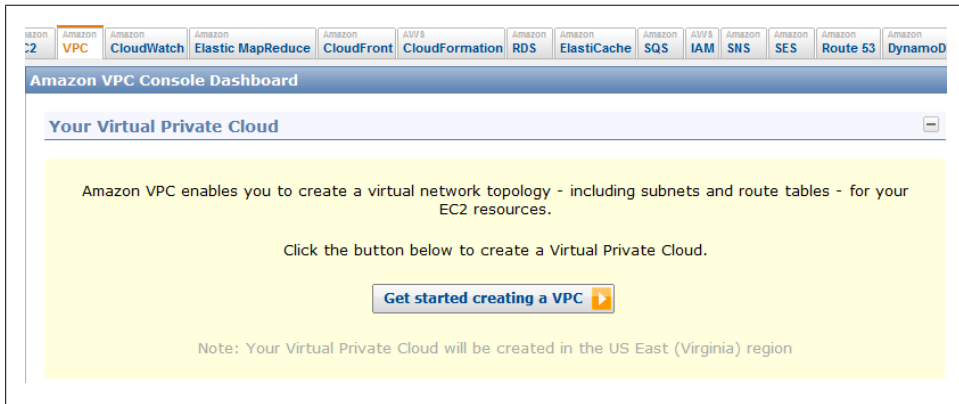 Amazon Amazon Amazon Amazon AWS Amazon Amazon Amazon AWS Amazon Amazon Amazon Amazon
VPC CloudWatch Elastic MapReduce CloudFront CloudFormation RDS ElastiCache SQS IAM SNS SES Route 53 DynamoD
Amazon VPC Console Dashboard
Your Virtual Private Cloud
Amazon VPC enables you to create a virtual network topology - including subnets and route tables - for your
EC2 resources.
Click the button below to create a Virtual Private Cloud.
Get started creating a VPC
Note: Your Virtual Private Cloud will be created in the US East (Virginia) region